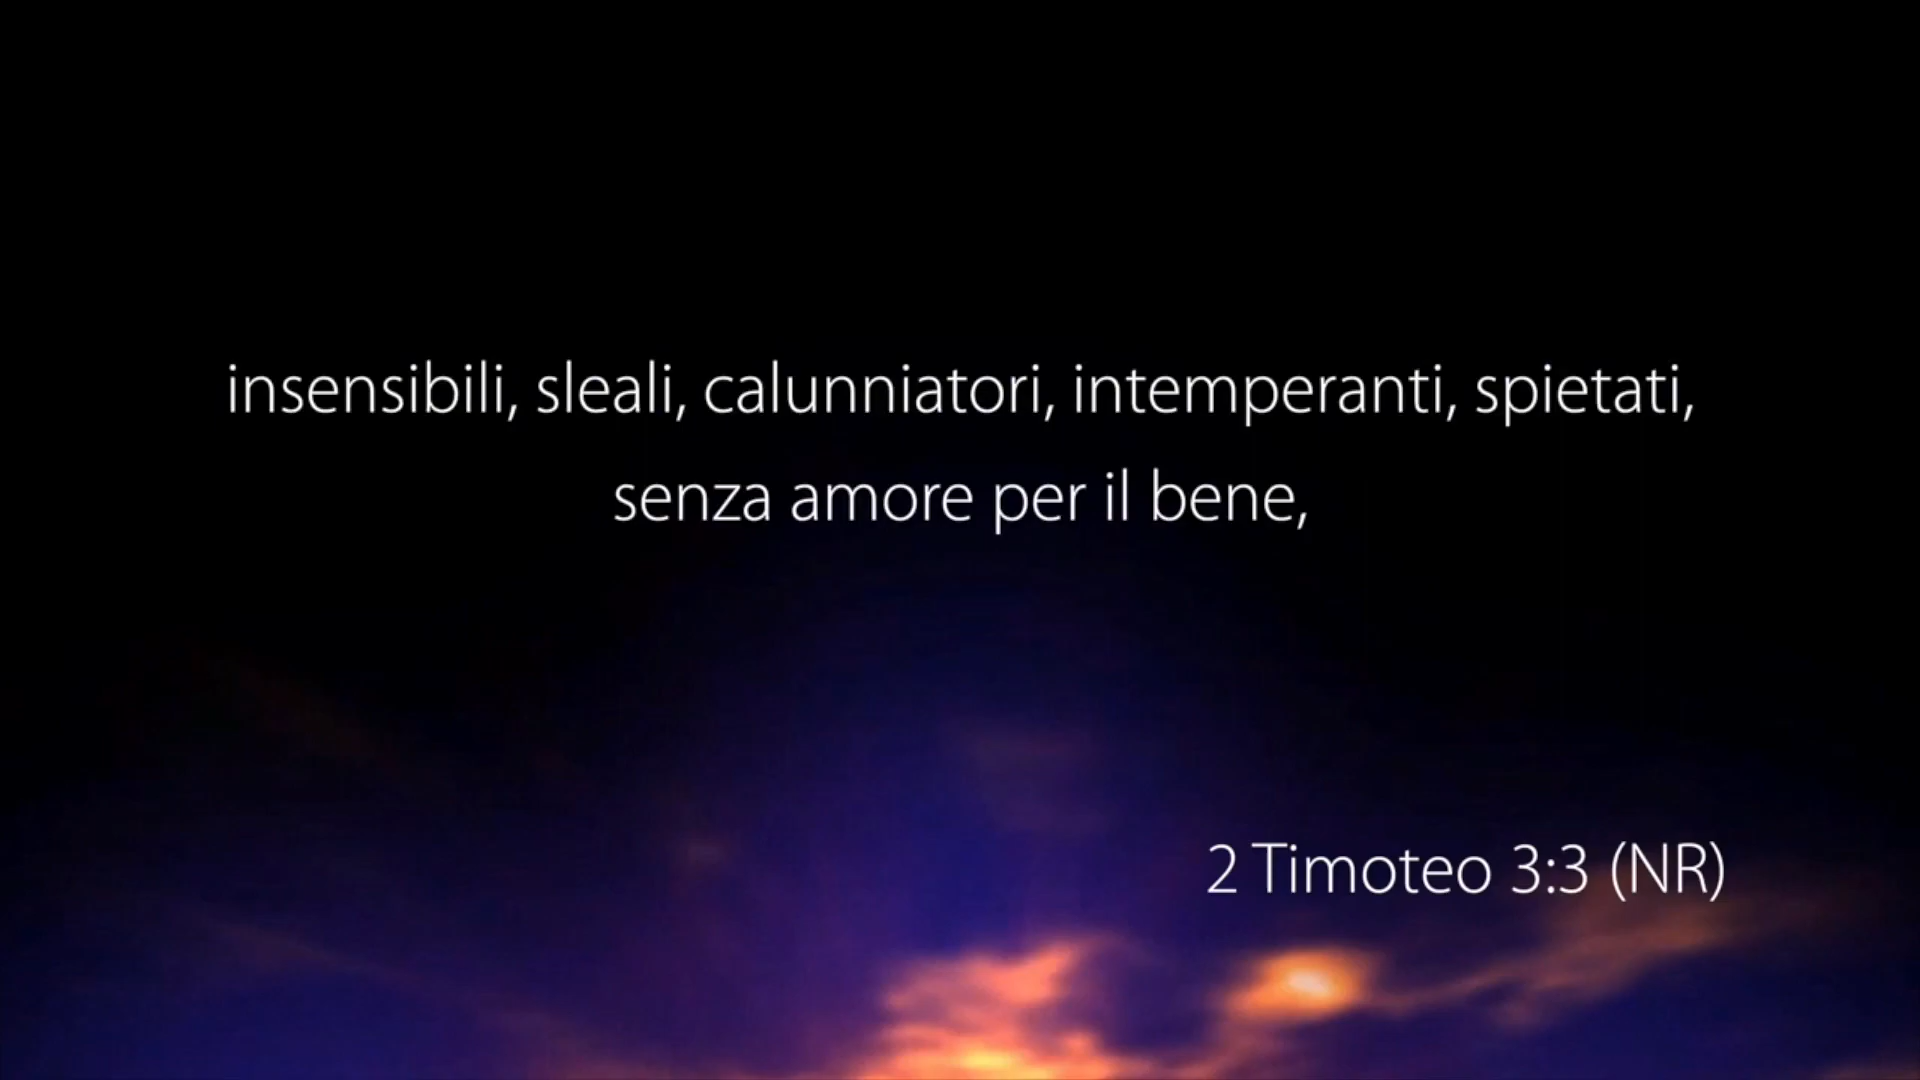 insensibili, sleali, calunniatori, intemperanti, spietati,
senza amore per il bene,
2 Timoteo 3:3 (NR)